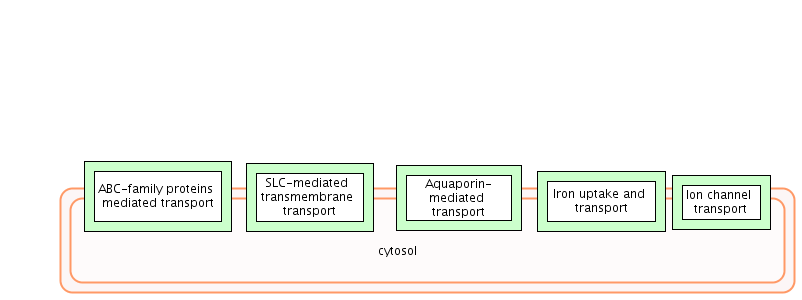 ABC-family proteins
mediated transport
SLC-mediated
transmembrane
transport
Aquaporin-
mediated
transport
Iron uptake and
transport
Ion channel
transport
cytosol